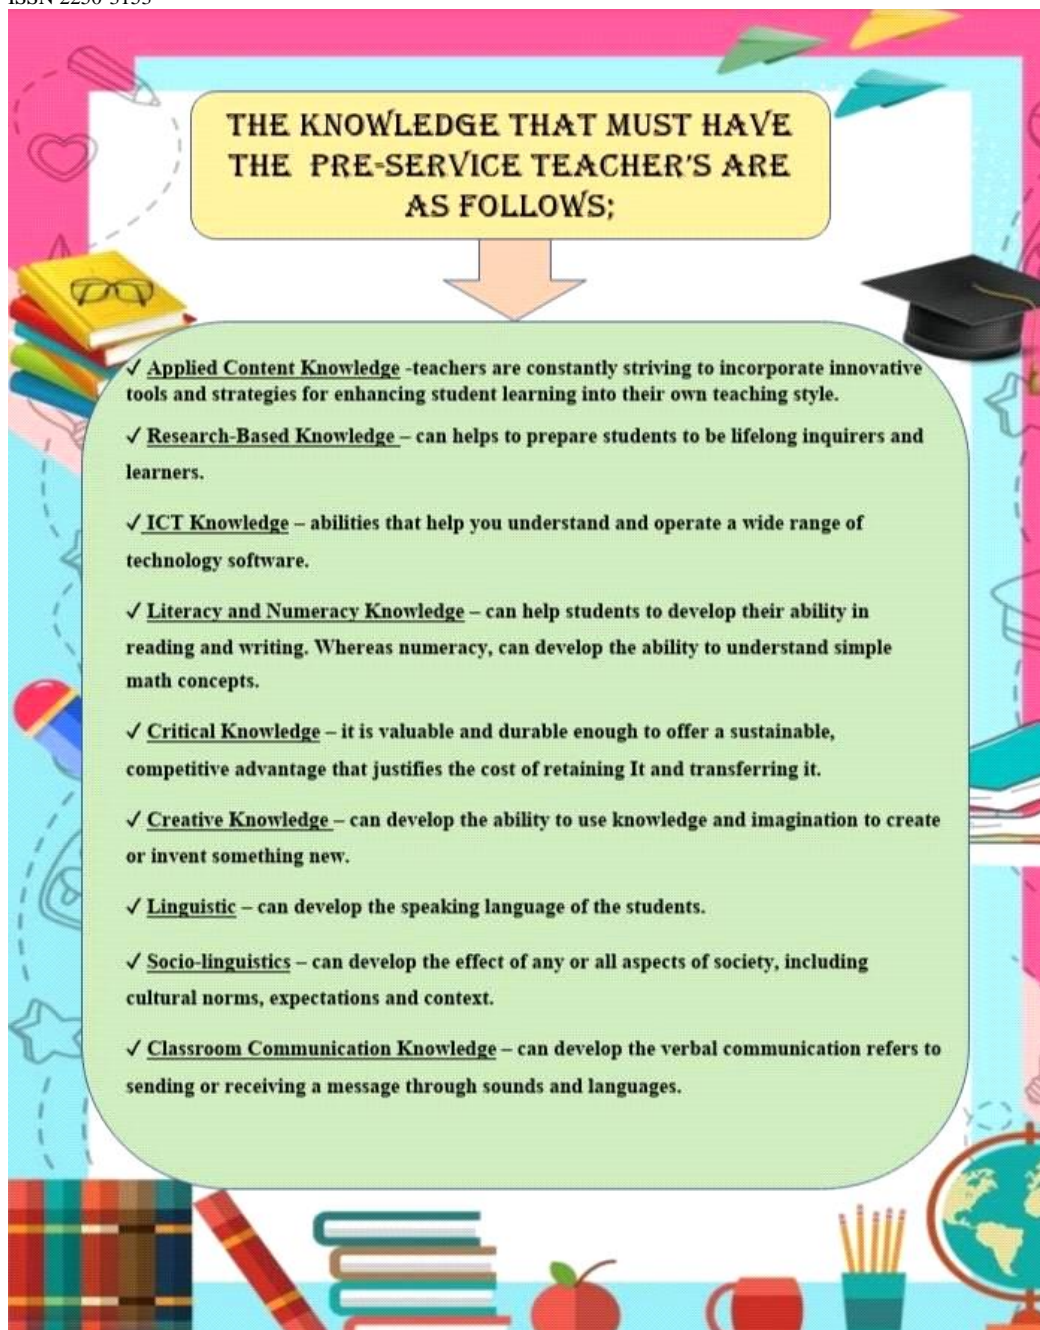 ISSN 2250-3153
THE KNOWLEDGE THAT MUST HAVE
THE PRE-SERVICE TEACHER'S ARE
AS FOLLOWS;
✓ Applied Content Knowledge -teachers are constantly striving to incorporate innovative
tools and strategies for enhancing student learning into their own teaching style.
✓ Research-Based Knowledge – can helps to prepare students to be lifelong inquirers and
learners.
✓ ICT Knowledge – abilities that help you understand and operate a wide range of
technology software.
✓ Literacy and Numeracy Knowledge – can help students to develop their ability in
reading and writing. Whereas numeracy, can develop the ability to understand simple
math concepts.
✓ Critical Knowledge – it is valuable and durable enough to offer a sustainable,
competitive advantage that justifies the cost of retaining It and transferring it.
✓ Creative Knowledge – can develop the ability to use knowledge and imagination to create
or invent something new.
✓ Linguistic – can develop the speaking language of the students.
✓ Socio-linguistics – can develop the effect of any or all aspects of society, including
cultural norms, expectations and context.
✓ Classroom Communication Knowledge – can develop the verbal communication refers to
sending or receiving a message through sounds and languages.